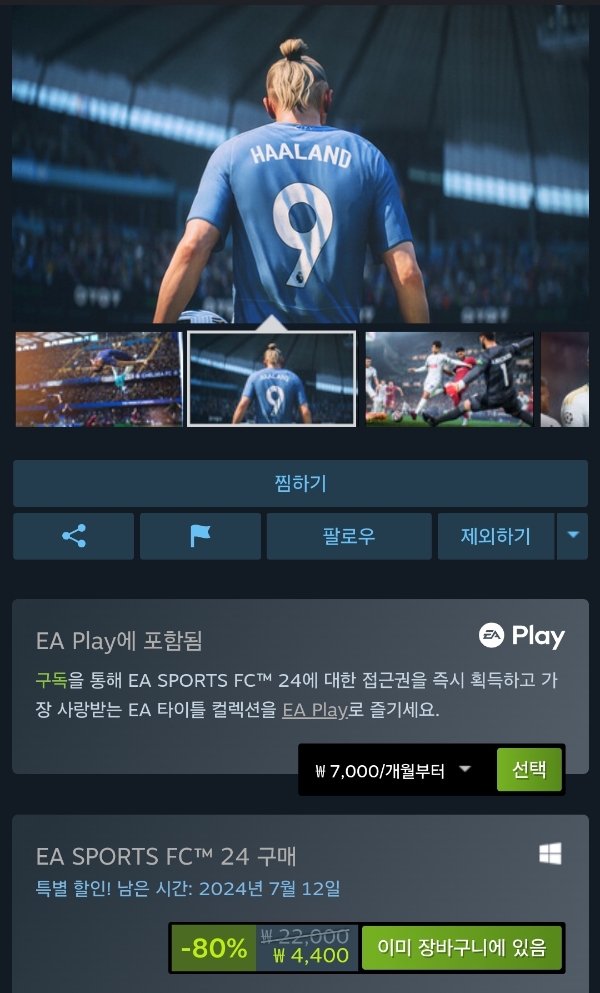 HAALAND
9
HAALAND
9
1
찜하기
팔로우
제외하기
EA Play에 포함됨
EA Play
구독을 통해 EA SPORTS FC™ 24에 대한 접근권을 즉시 획득하고 가
장 사랑받는 EA 타이틀 컬렉션을 EA Play로 즐기세요.
₩ 7,000/개월부터
선택
EA SPORTS FC™ 24 구매
특별 할인! 남은 시간: 2024년 7월 12일
-80%
₩ 22,000
₩ 4,400
이미 장바구니에 있음